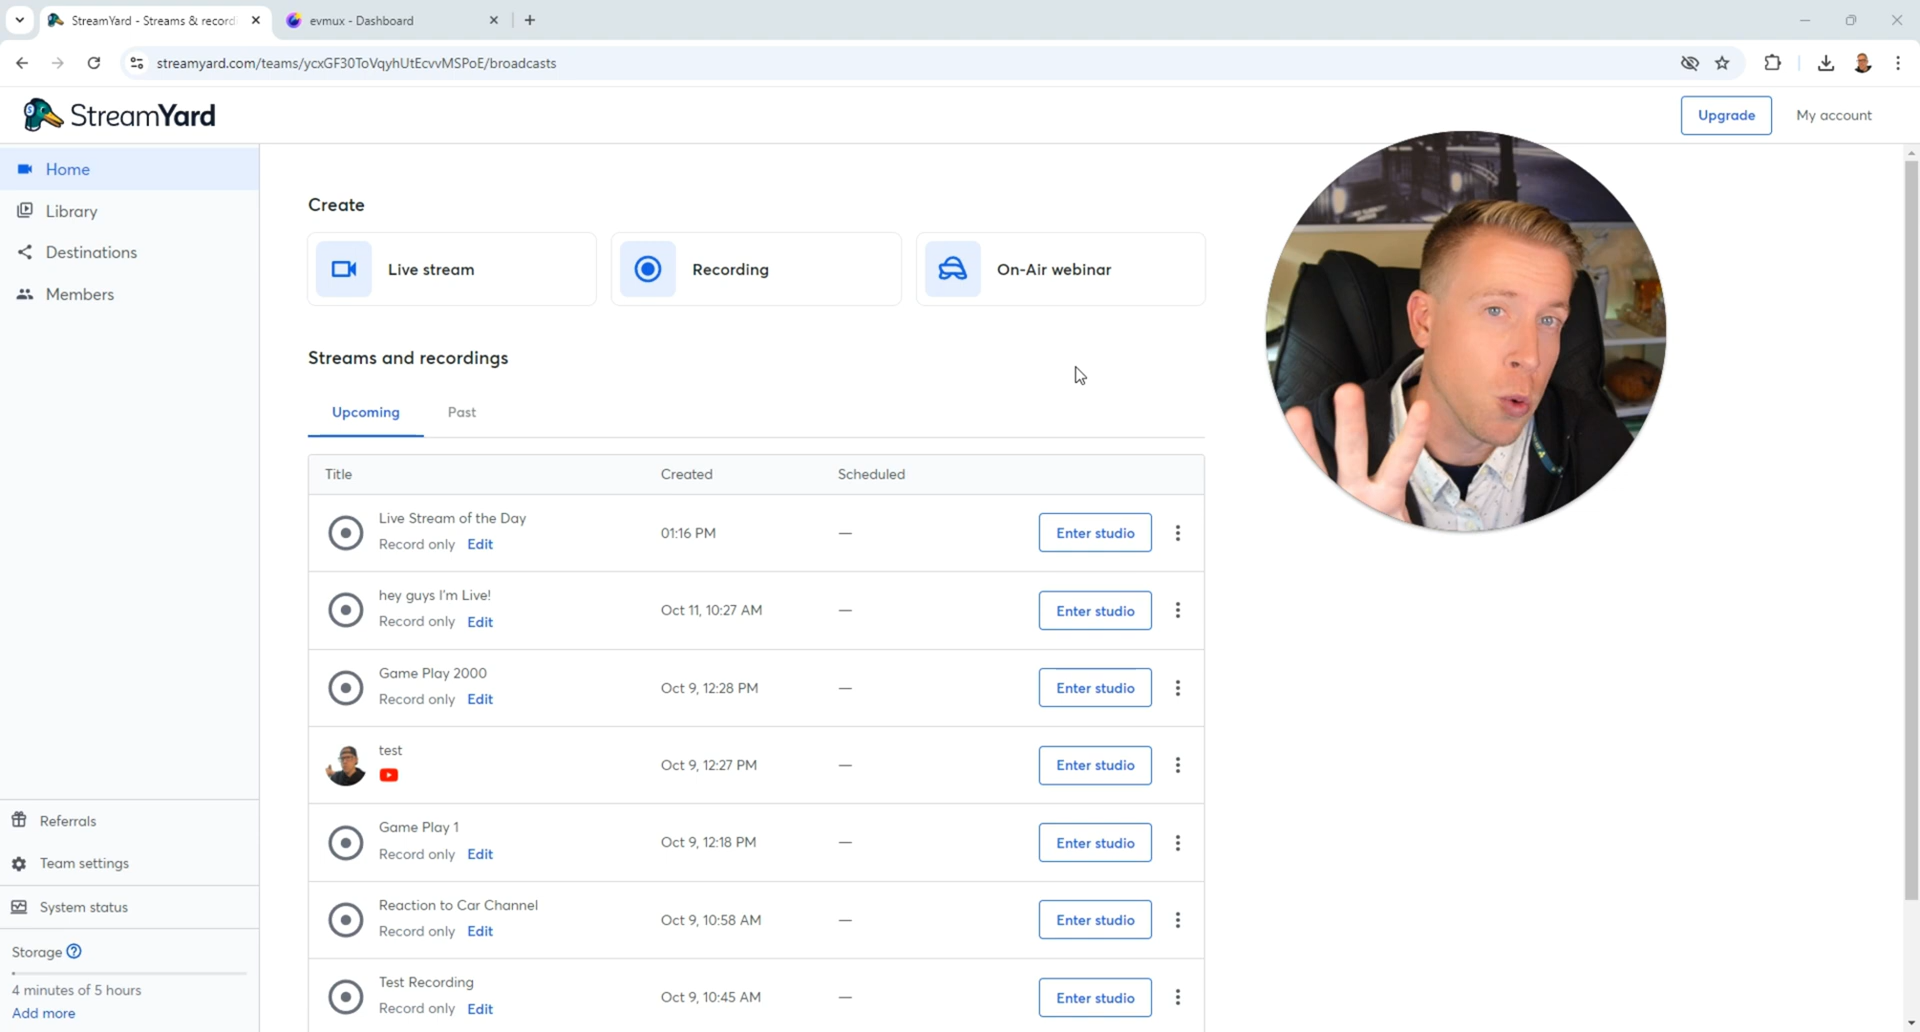 StreamYard - Streams & record
evmux - Dashboard
streamyard.com/teams/ycxGF30ToVqyhUtEcvvMSPoE/broadcasts
StreamYard
Upgrade
My account
Home
Library
Destinations
Members
Create
Live stream
Recording
On-Air webinar
Streams and recordings
Upcoming
Past
Title
Created
Scheduled
Live Stream of the Day
Record only Edit
01:16 PM
—
Enter studio
hey guys I'm Live!
Record only Edit
Oct 11, 10:27 AM
—
Enter studio
Game Play 2000
Record only Edit
Oct 9, 12:28 PM
—
Enter studio
test
Oct 9, 12:27 PM
—
Enter studio
Game Play 1
Record only Edit
Oct 9, 12:18 PM
—
Enter studio
Reaction to Car Channel
Record only Edit
Oct 9, 10:58 AM
—
Enter studio
Test Recording
Record only Edit
Oct 9, 10:45 AM
—
Enter studio
Referrals
Team settings
System status
Storage
4 minutes of 5 hours
Add more